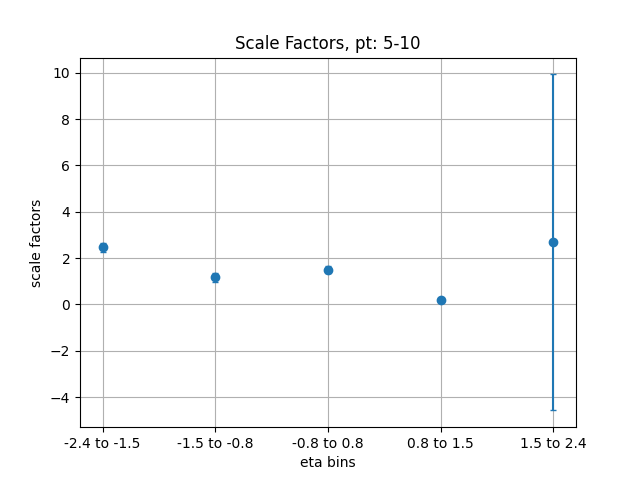 Scale Factors, pt: 5-10
scale factors
10
8
6
4
2
0
−2
−4
-2.4 to -1.5
-1.5 to -0.8
-0.8 to 0.8
0.8 to 1.5
1.5 to 2.4
eta bins